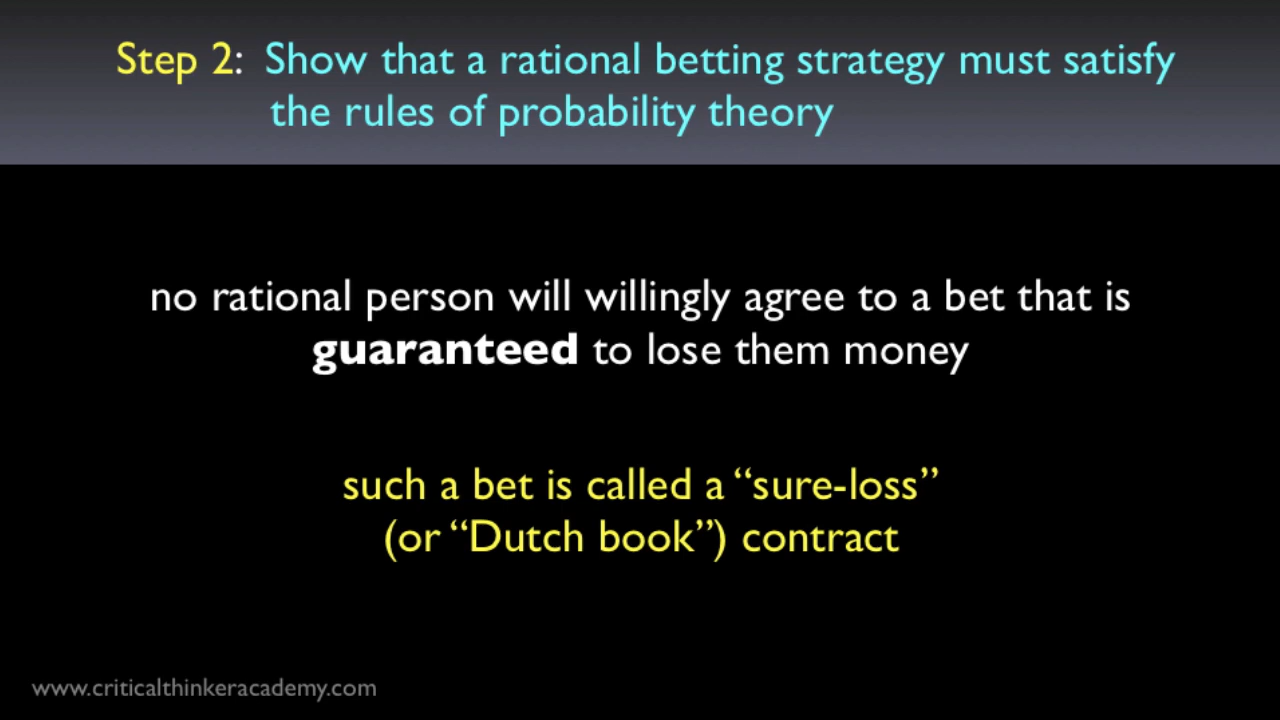 Step 2: Show that a rational betting strategy must satisfy
the rules of probability theory
no rational person will willingly agree to a bet that is
guaranteed to lose them money
such a bet is called a “sure-loss”
(or “Dutch book”) contract
www.criticalthinkeracademy.com